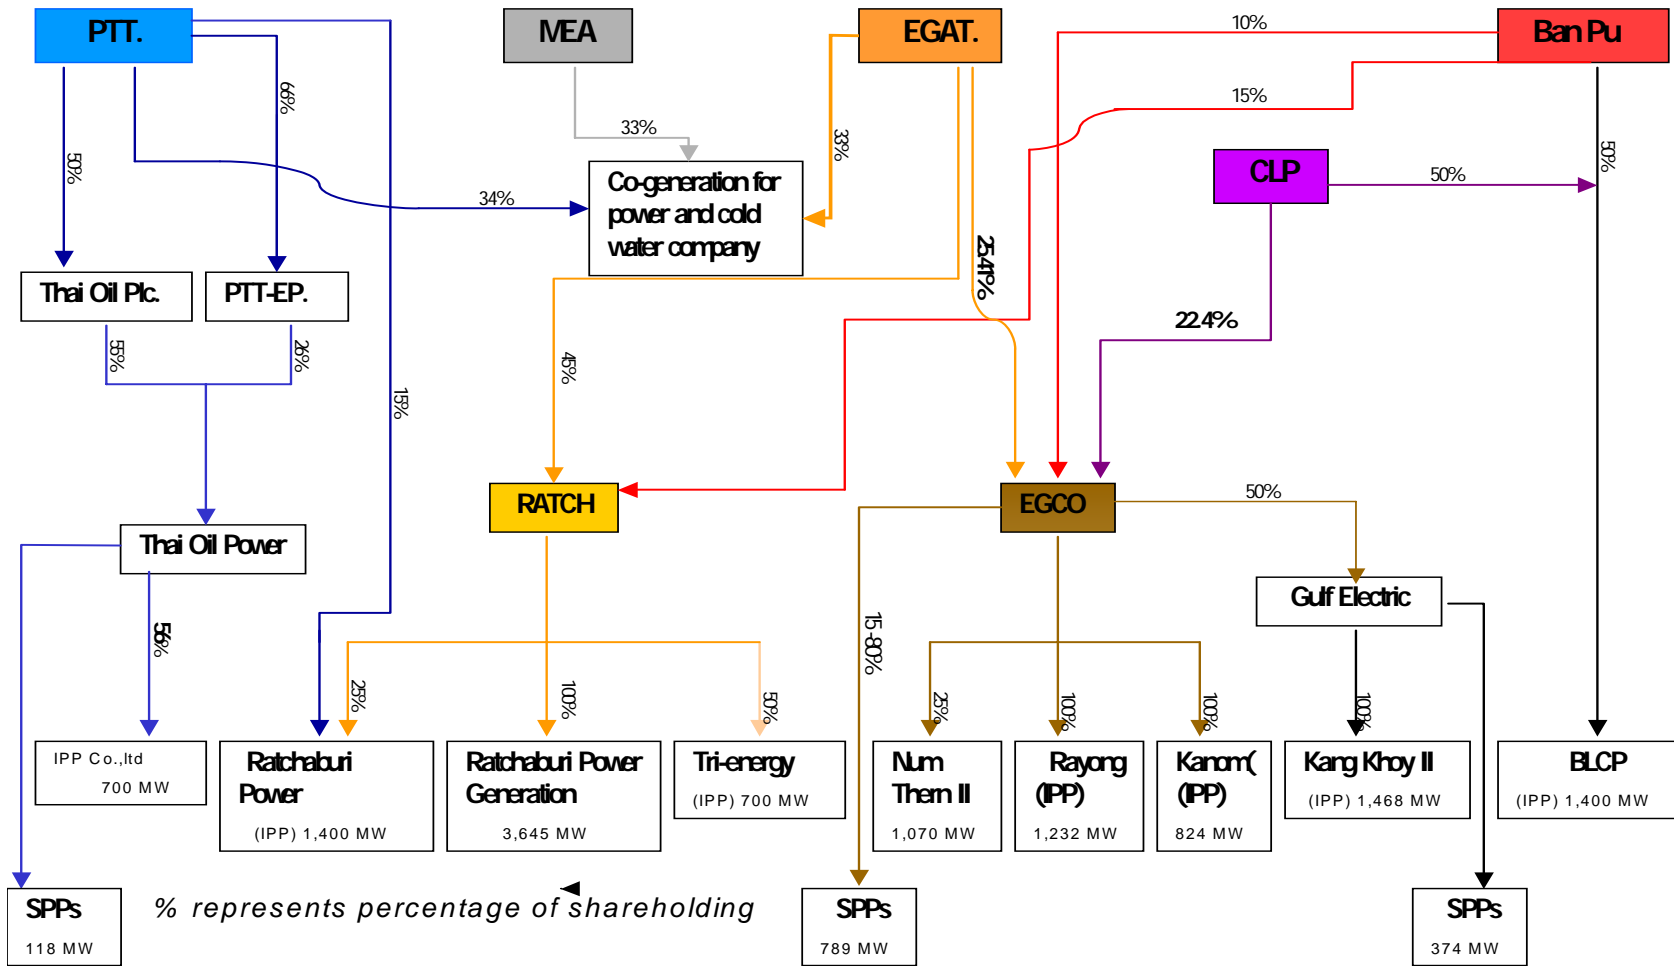 PTT.
MEA
EGAT.
10%
Ban Pu
66%
15%
33%
33%
50%
50%
CLP
50%
Co-generation for
power and cold
water company
34%
25.41%
Thai Oil Plc.
PTT-EP.
22.4%
55%
26%
45%
15%
RATCH
EGCO
50%
Thai Oil Power
Gulf Electric
56%
15-80%
25%
100%
50%
25%
100%
100%
100%
IPP Co.,ltd
700 MW
Ratchaburi
Power
(IPP) 1,400 MW
Ratchaburi Power
Generation
3,645 MW
Tri-energy
(IPP) 700 MW
Num
Thern II
1,070 MW
Rayong
(IPP)
1,232 MW
Kanom(
(IPP)
824 MW
Kang Khoy II
(IPP) 1,468 MW
BLCP
(IPP) 1,400 MW
SPPs
118 MW
% represents percentage of shareholding
SPPs
789 MW
SPPs
374 MW